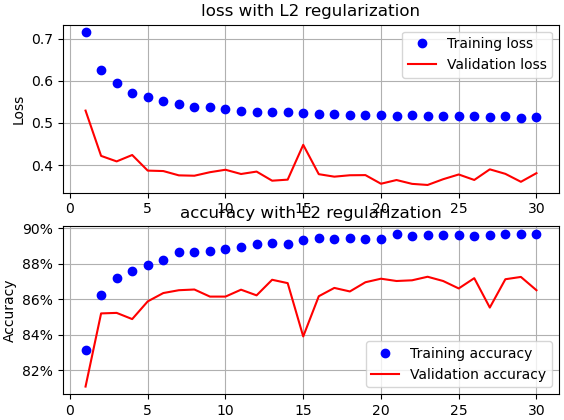 loss with L2 regularization
0.7
0.6
0.5
0.4
Loss
Training loss
Validation loss
0 5 10 15 20 25 30
accuracy with L2 regularization
90%
88%
86%
84%
82%
Accuracy
Training accuracy
Validation accuracy
0 5 10 15 20 25 30